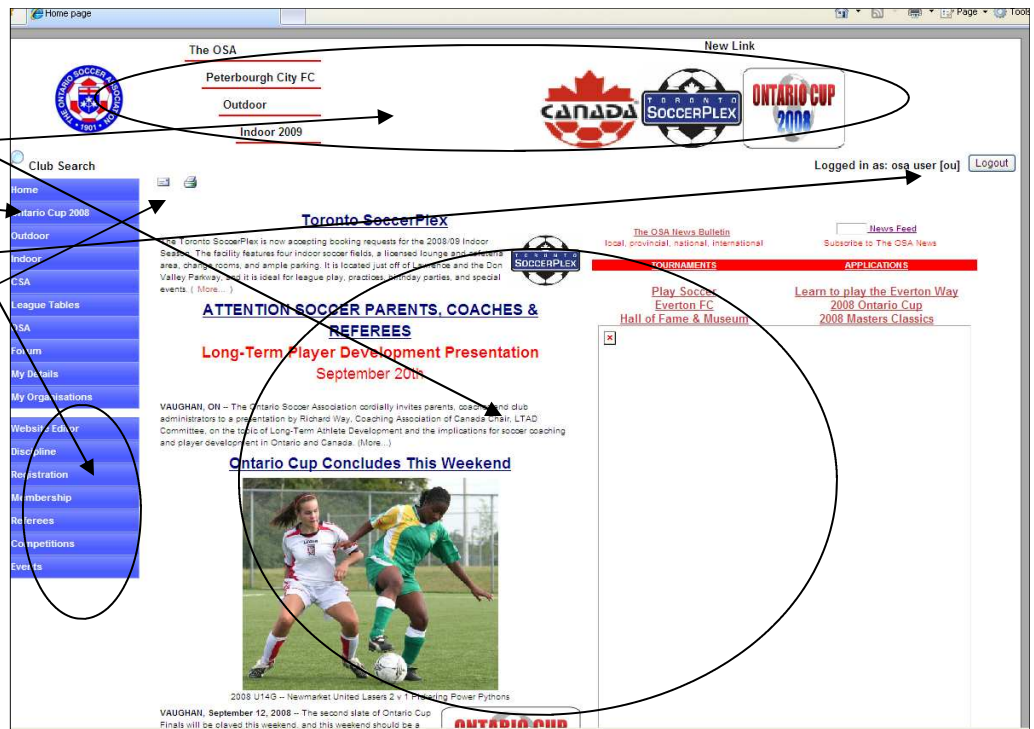 Home page
Page
Tools
The OSA
Peterbourgh City FC
Outdoor
Indoor 2009
New Link
THE ONTARIO SOCCER ASSOCIATION
1901
CANADA
TORONTO
SOCCERPLEX
ONTARIO CUP
2008
Club Search
Logged in as: osa user [ou]
Logout
Home
Ontario Cup 2008
Outdoor
Indoor
CSA
League Tables
OSA
Forum
My Details
My Organisations
Website Editor
Discipline
Registration
Membership
Referees
Competitions
Events
Toronto SoccerPlex
The Toronto SoccerPlex is now accepting booking requests for the 2008/09 Indoor
Season. The facility features four indoor soccer fields, a licensed lounge and cafeteria
area, change rooms, and ample parking. It is located just off of Lawrence and the Don
Valley Parkway, and it is ideal for league play, practices, birthday parties, and special
events. ( More... )
TORONTO
SOCCERPLEX
ATTENTION SOCCER PARENTS, COACHES &
REFEREES
Long-Term Player Development Presentation
September 20th
VAUGHAN, ON -- The Ontario Soccer Association cordially invites parents, coaches and club
administrators to a presentation by Richard Way, Coaching Association of Canada Chair, LTAD
Committee, on the topic of Long-Term Athlete Development and the implications for soccer coaching
and player development in Ontario and Canada. (More...)
Ontario Cup Concludes This Weekend
2008 U14G -- Newmarket United Lasers 2 v 1 Pickering Power Pythons
VAUGHAN, September 12, 2008 -- The second slate of Ontario Cup
Finals will be played this weekend, and this weekend should be a
ONTARIO CUP
The OSA News Bulletin
local, provincial, national, international
News Feed
Subscribe to The OSA News
TOURNAMENTS
APPLICATIONS
Play Soccer
Everton FC
Hall of Fame & Museum
Learn to play the Everton Way
2008 Ontario Cup
2008 Masters Classics